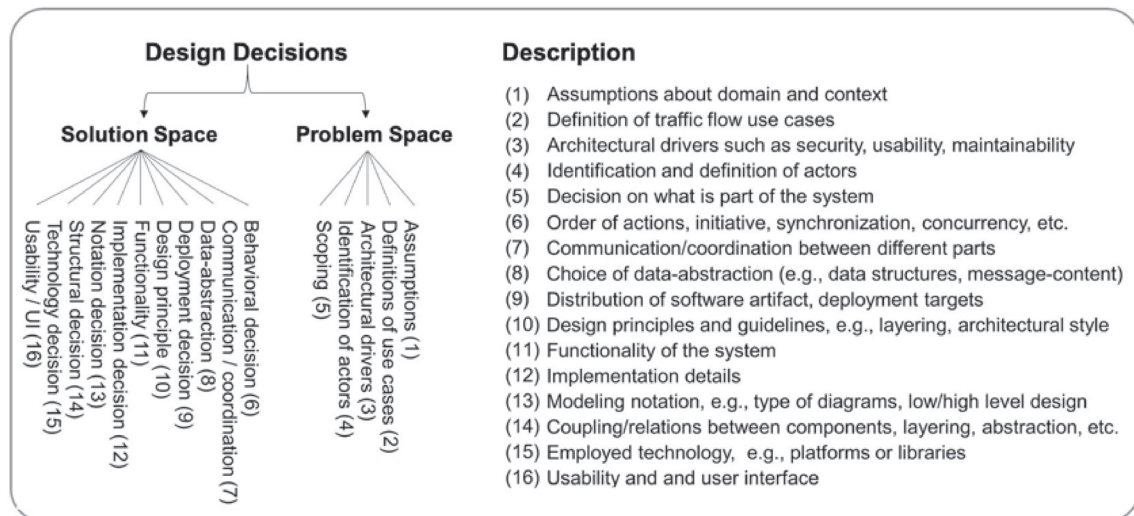 Design Decisions
Solution Space
Problem Space
Usability / UI (16)
Technology decision (15)
Structural decision (14)
Notation decision (13)
Implementation decision (12)
Functionality (11)
Design principle (10)
Deployment decision (9)
Data-abstraction (8)
Communication / coordination (7)
Behavioral decision (6)
Scoping (5)
Identification of actors (4)
Architectural drivers (3)
Definitions of use cases (2)
Assumptions (1)
Description
(1) Assumptions about domain and context
(2) Definition of traffic flow use cases
(3) Architectural drivers such as security, usability, maintainability
(4) Identification and definition of actors
(5) Decision on what is part of the system
(6) Order of actions, initiative, synchronization, concurrency, etc.
(7) Communication/coordination between different parts
(8) Choice of data-abstraction (e.g., data structures, message-content)
(9) Distribution of software artifact, deployment targets
(10) Design principles and guidelines, e.g., layering, architectural style
(11) Functionality of the system
(12) Implementation details
(13) Modeling notation, e.g., type of diagrams, low/high level design
(14) Coupling/relations between components, layering, abstraction, etc.
(15) Employed technology, e.g., platforms or libraries
(16) Usability and and user interface